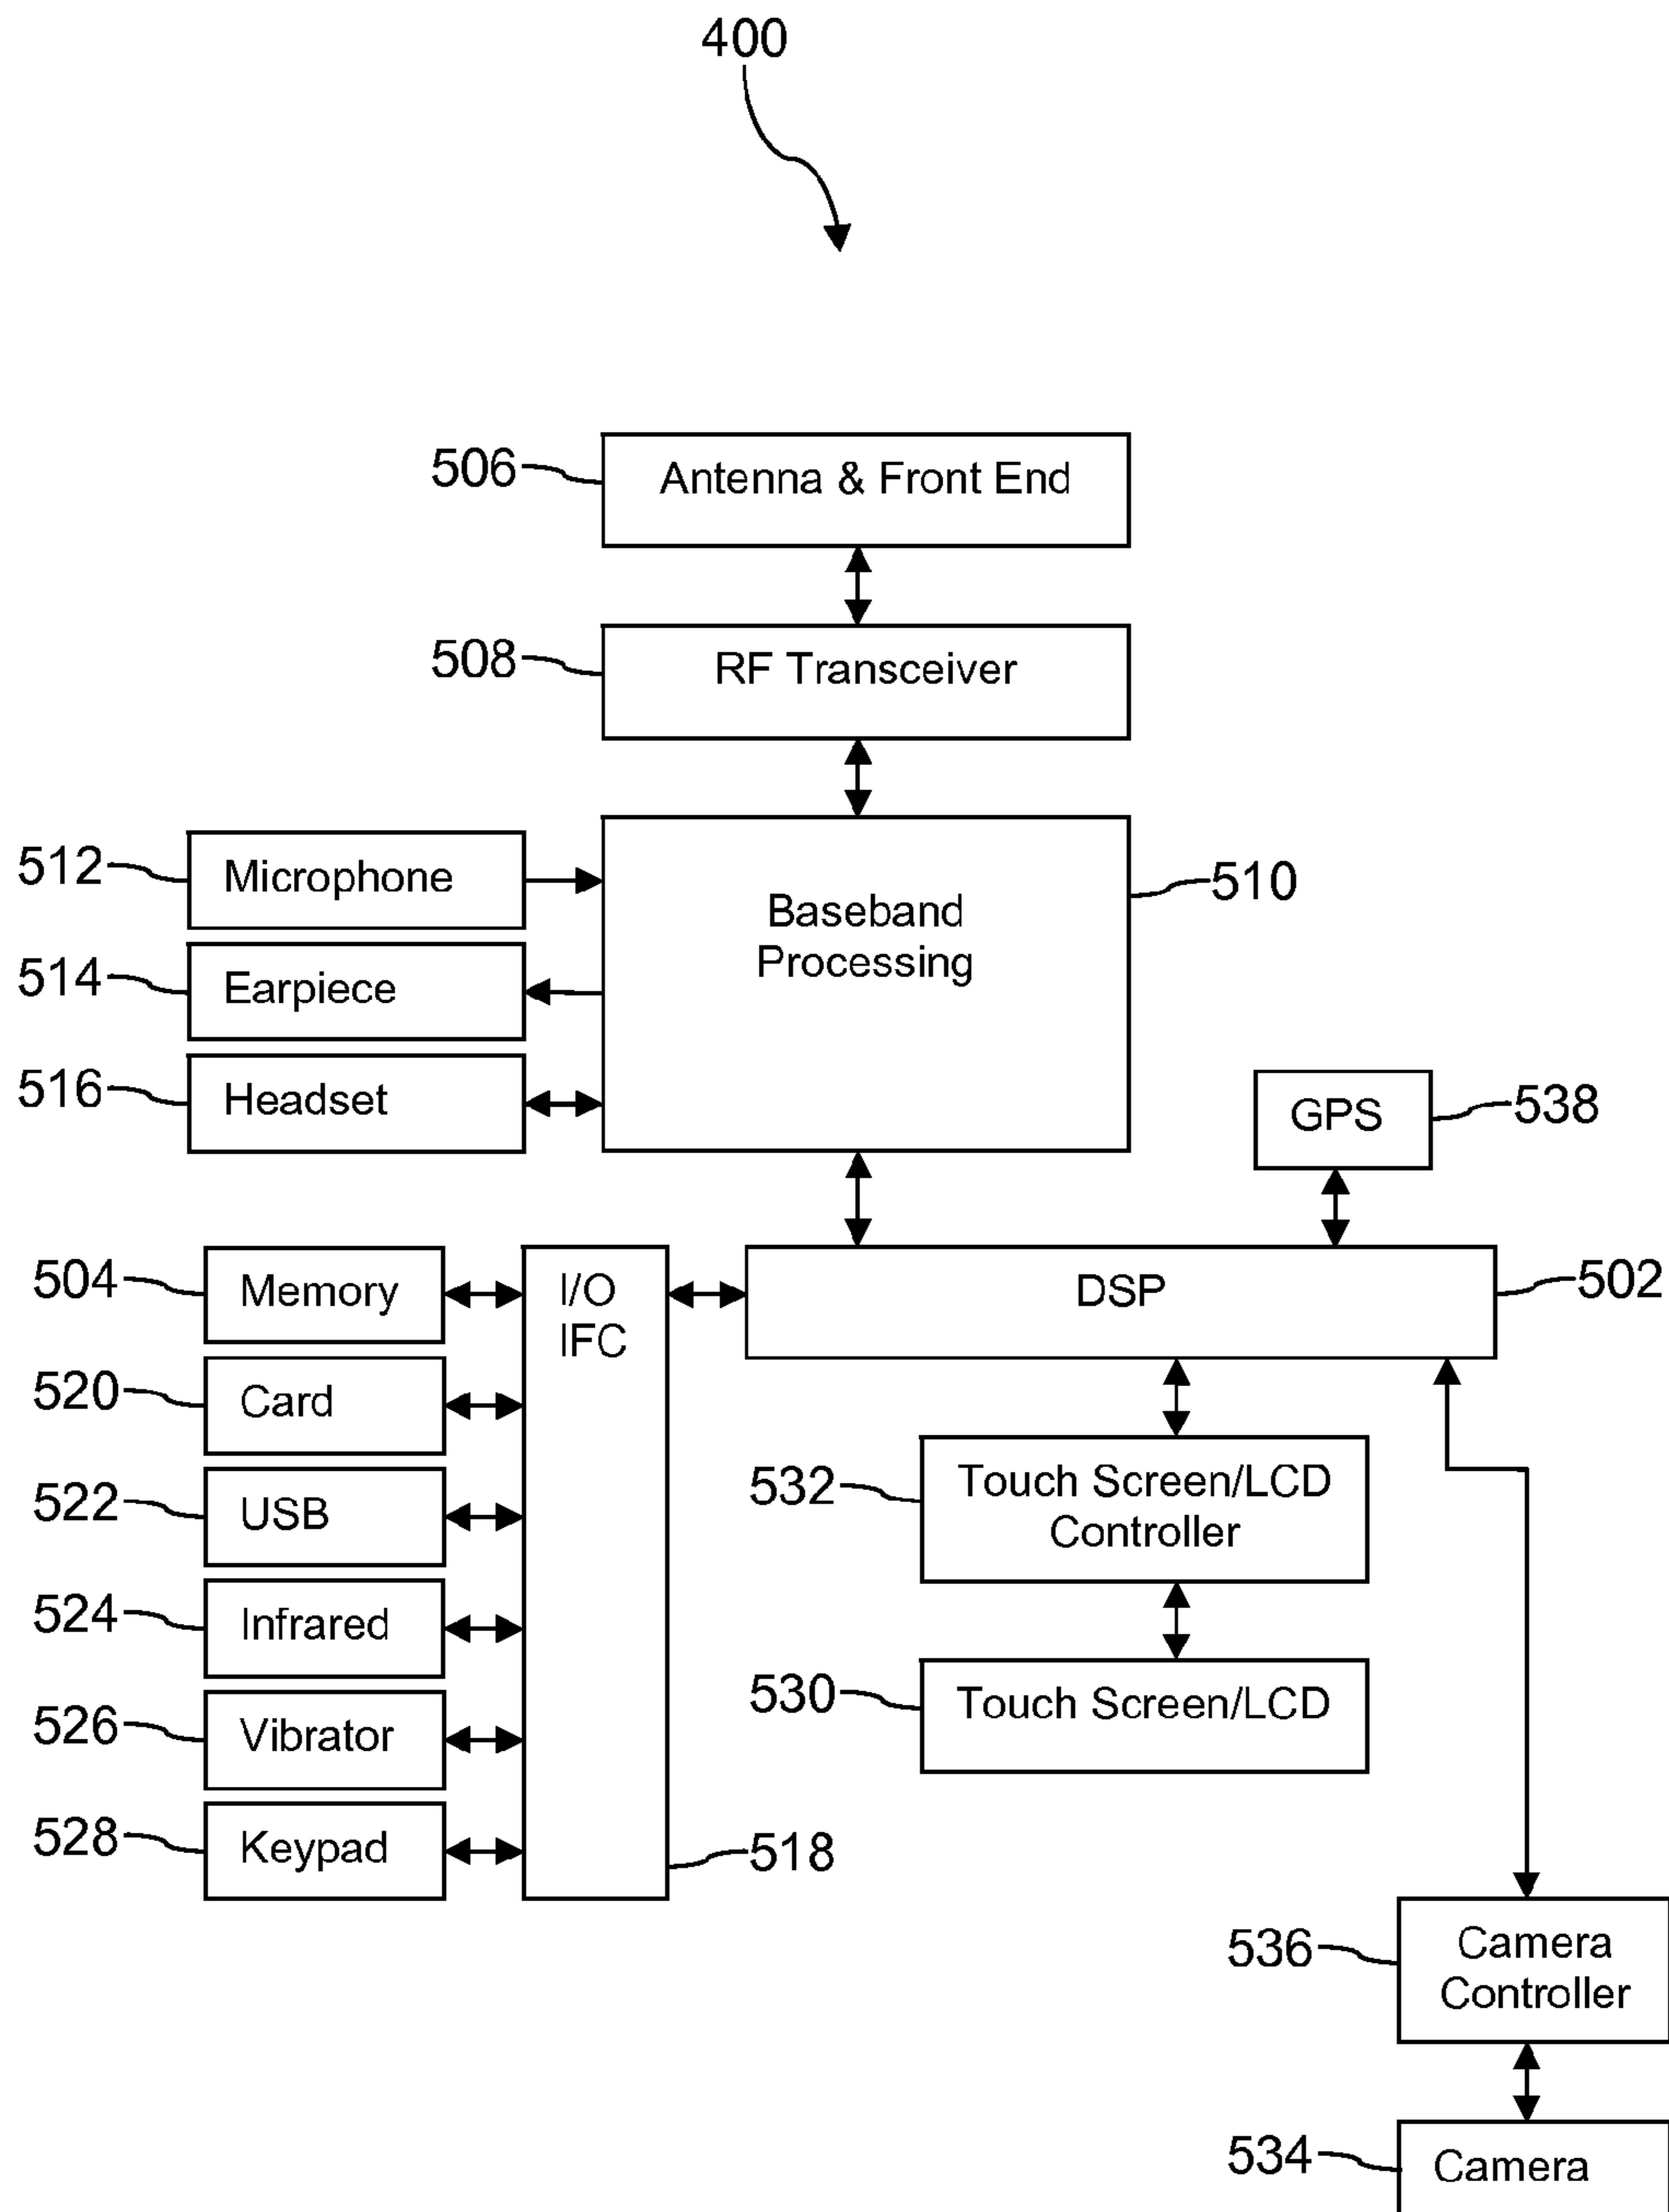 400
506
Antenna & Front End
508
RF Transceiver
512
Microphone
Baseband
Processing
510
514
Earpiece
516
Headset
GPS
538
504
Memory
I/O
IFC
DSP
502
520
Card
522
USB
532
Touch Screen/LCD
Controller
524
Infrared
530
Touch Screen/LCD
526
Vibrator
528
Keypad
518
536
Camera
Controller
534
Camera